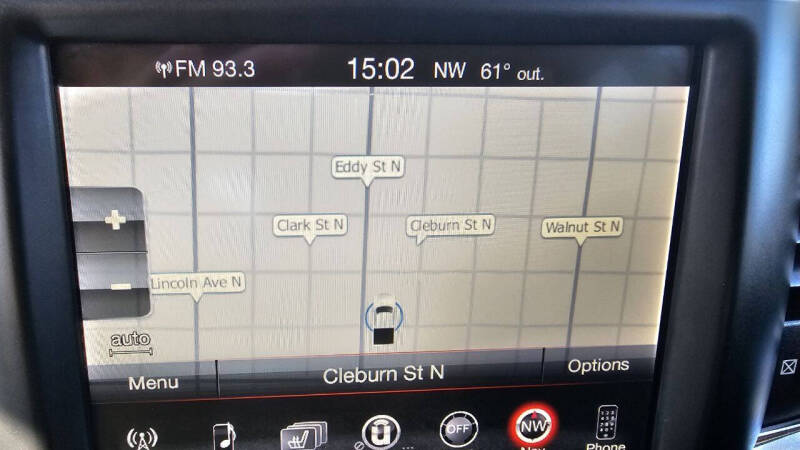 FM 93.3 15:02 NW 61° out.
Eddy St N
Clark St N Cleburn St N Walnut St N
Lincoln Ave N
+
−
auto
Menu Cleburn St N Options
OFF NW
Nav Phone